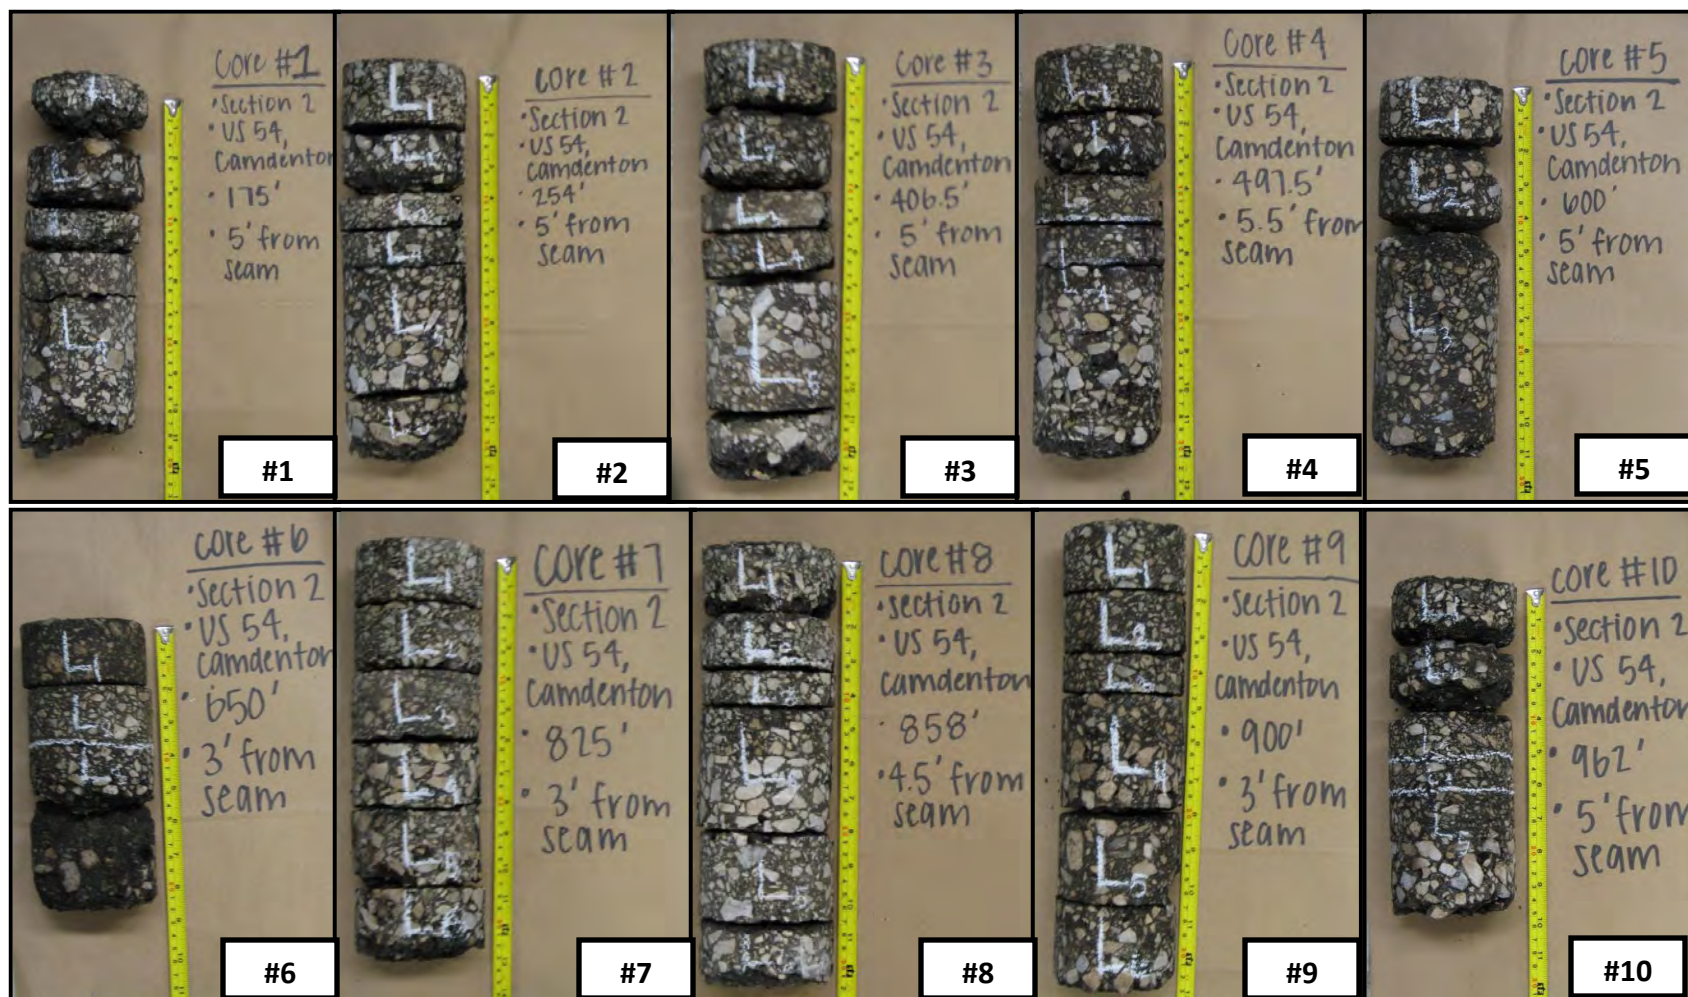 Core #1
•Section 2
•US 54,
Camdenton
•175'
•5' from
seam
#1
Core #2
•Section 2
•US 54,
Camdenton
•254'
•5' from
seam
#2
Core #3
•Section 2
•US 54,
Camdenton
•406.5'
•5' from
seam
#3
Core #4
•Section 2
•US 54,
Camdenton
•497.5'
•5.5' from
seam
#4
Core #5
•Section 2
•US 54,
Camdenton
•600'
•5' from
seam
#5
Core #6
•Section 2
•US 54,
Camdenton
•650'
•3' from
seam
#6
Core #7
•Section 2
•US 54,
Camdenton
•825'
•3' from
seam
#7
Core #8
•Section 2
•US 54,
Camdenton
•858'
•4.5' from
seam
#8
Core #9
•Section 2
•US 54,
Camdenton
•900'
•3' from
seam
#9
Core #10
•Section 2
•US 54,
Camdenton
•962'
•5' from
seam
#10